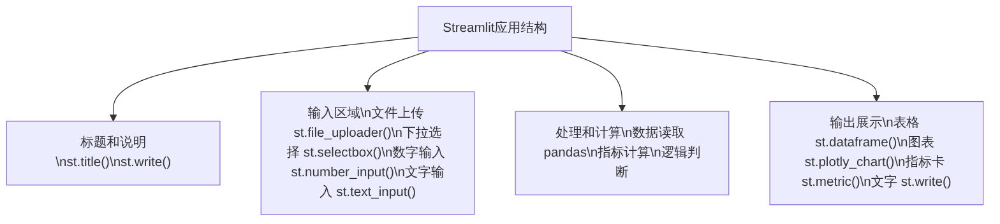 Streamlit应用结构
标题和说明
\nst.title()\nst.write()
输入区域\n文件上传
st.file_uploader()\n下拉选
择 st.selectbox()\n数字输入
st.number_input()\n文字输
入 st.text_input()
处理和计算\n数据读取
pandas\n指标计算\n逻辑判
断
输出展示\n表格
st.dataframe()\n图表
st.plotly_chart()\n指标卡
st.metric()\n文字 st.write()